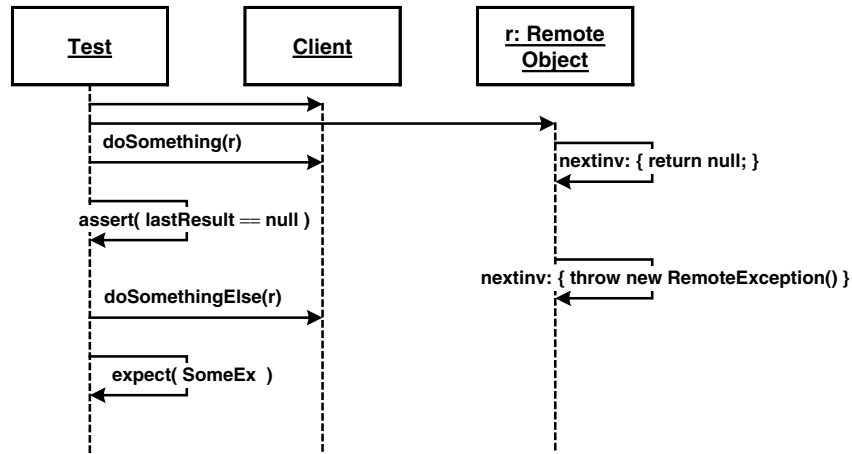 Test
Client
r: Remote
Object
doSomething(r)
nextinv: { return null; }
assert( lastResult == null )
nextinv: { throw new RemoteException() }
doSomethingElse(r)
expect( SomeEx )